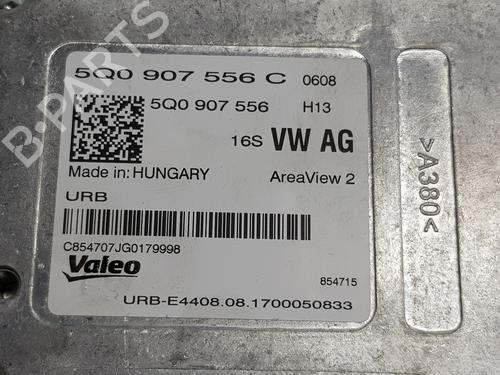 5Q0 907 556 C 0608
5Q0 907 556 H13
16S VW AG
Made in: HUNGARY AreaView 2
URB
C854707JG0179998
Valeo 854715
URB-E4408.08.1700050833
>A380<
B-PARTS